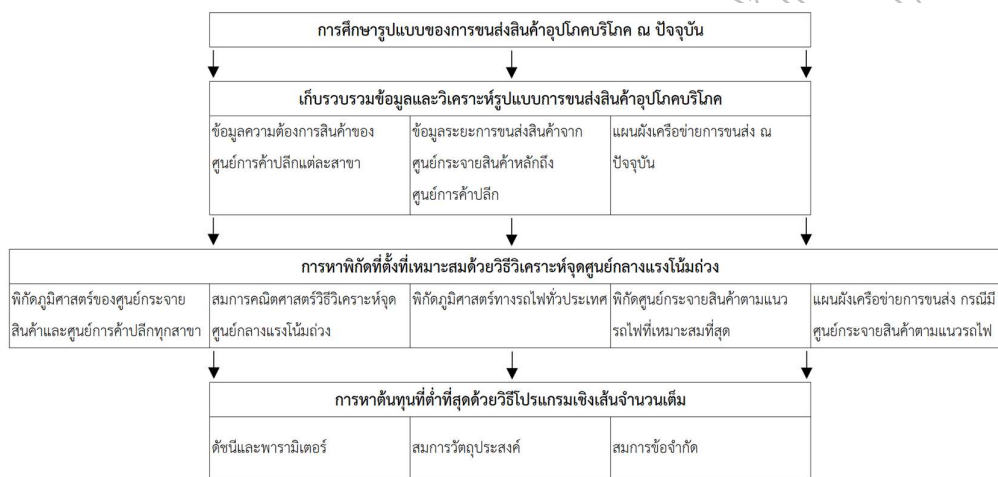 การศึกษารูปแบบของการขนส่งสินค้าอุปโภคบริโภค ณ ปัจจุบัน
เก็บรวบรวมข้อมูลและวิเคราะห์รูปแบบการขนส่งสินค้าอุปโภคบริโภค
ข้อมูลความต้องการสินค้าของ
ศูนย์การค้าปลีกแต่ละสาขา
ข้อมูลระยะการขนส่งสินค้าจาก
ศูนย์กระจายสินค้าหลักถึง
ศูนย์การค้าปลีก
แผนผังเครือข่ายการขนส่ง ณ
ปัจจุบัน
การหาพิกัดที่ตั้งที่เหมาะสมด้วยวิธีวิเคราะห์จุดศูนย์กลางแรงโน้มถ่วง
พิกัดภูมิศาสตร์ของศูนย์กระจาย
สินค้าและศูนย์การค้าปลีกทุกสาขา
สมการคณิตศาสตร์วิธีวิเคราะห์จุด
ศูนย์กลางแรงโน้มถ่วง
พิกัดภูมิศาสตร์ทางรถไฟทั่วประเทศ
พิกัดศูนย์กระจายสินค้าตามแนว
รถไฟที่เหมาะสมที่สุด
แผนผังเครือข่ายการขนส่ง กรณีมี
ศูนย์กระจายสินค้าตามแนวรถไฟ
การหาต้นทุนที่ต่ำที่สุดด้วยวิธีโปรแกรมเชิงเส้นจำนวนเต็ม
ดัชนีและพารามิเตอร์
สมการวัตถุประสงค์
สมการข้อจำกัด